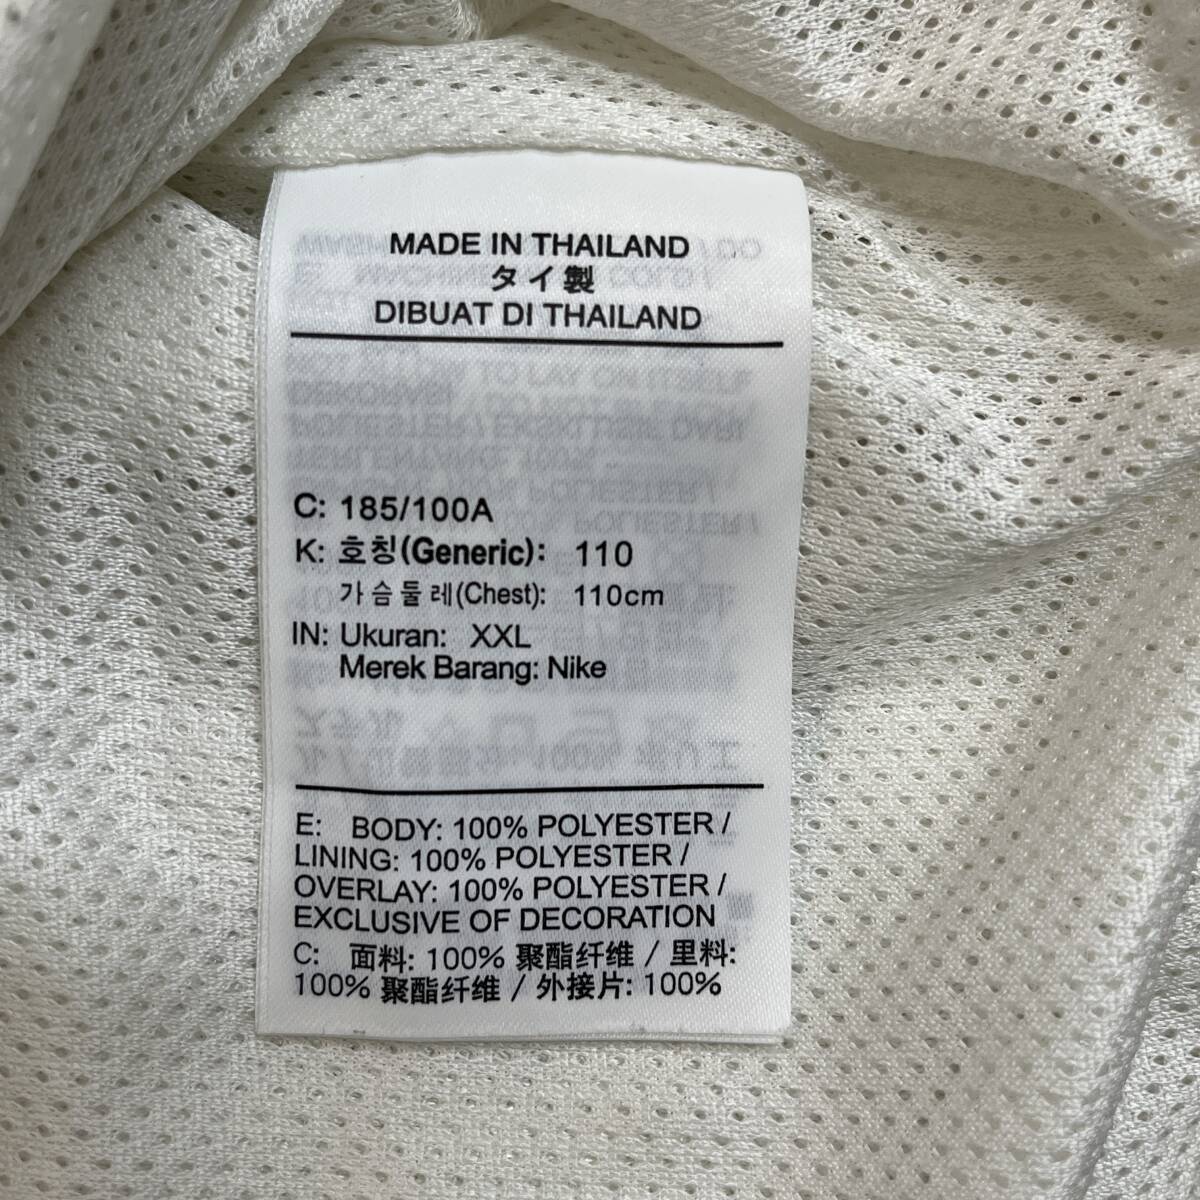 MADE IN THAILAND
タイ製
DIBUAT DI THAILAND
C: 185/100A
K: 호칭(Generic): 110
가슴둘레(Chest): 110cm
IN: Ukuran: XXL
Merek Barang: Nike
E: BODY: 100% POLYESTER /
LINING: 100% POLYESTER /
OVERLAY: 100% POLYESTER /
EXCLUSIVE OF DECORATION
C: 面料: 100% 聚酯纤维 / 里料:
100% 聚酯纤维 / 外接片: 100%